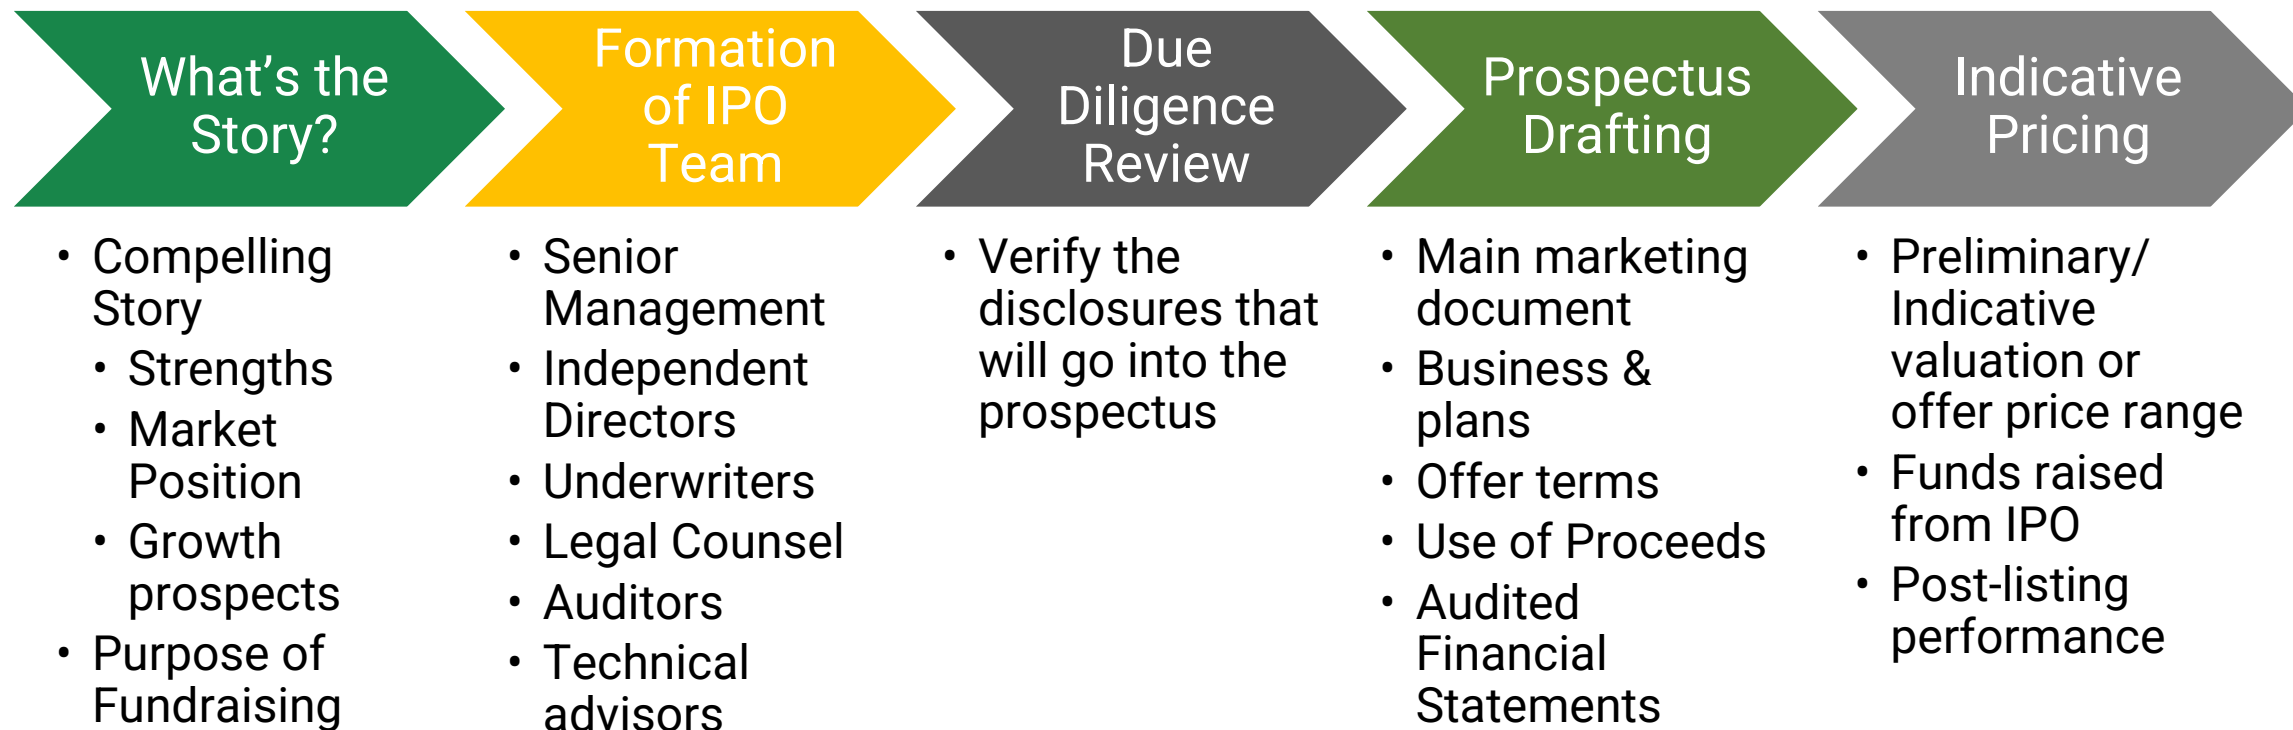 What’s the
Story?
• Compelling
Story
• Strengths
• Market
Position
• Growth
prospects
• Purpose of
Fundraising
Formation
of IPO
Team
• Senior
Management
• Independent
Directors
• Underwriters
• Legal Counsel
• Auditors
• Technical
advisors
Due
Diligence
Review
• Verify the
disclosures that
will go into the
prospectus
Prospectus
Drafting
• Main marketing
document
• Business &
plans
• Offer terms
• Use of Proceeds
• Audited
Financial
Statements
Indicative
Pricing
• Preliminary/
Indicative
valuation or
offer price range
• Funds raised
from IPO
• Post-listing
performance